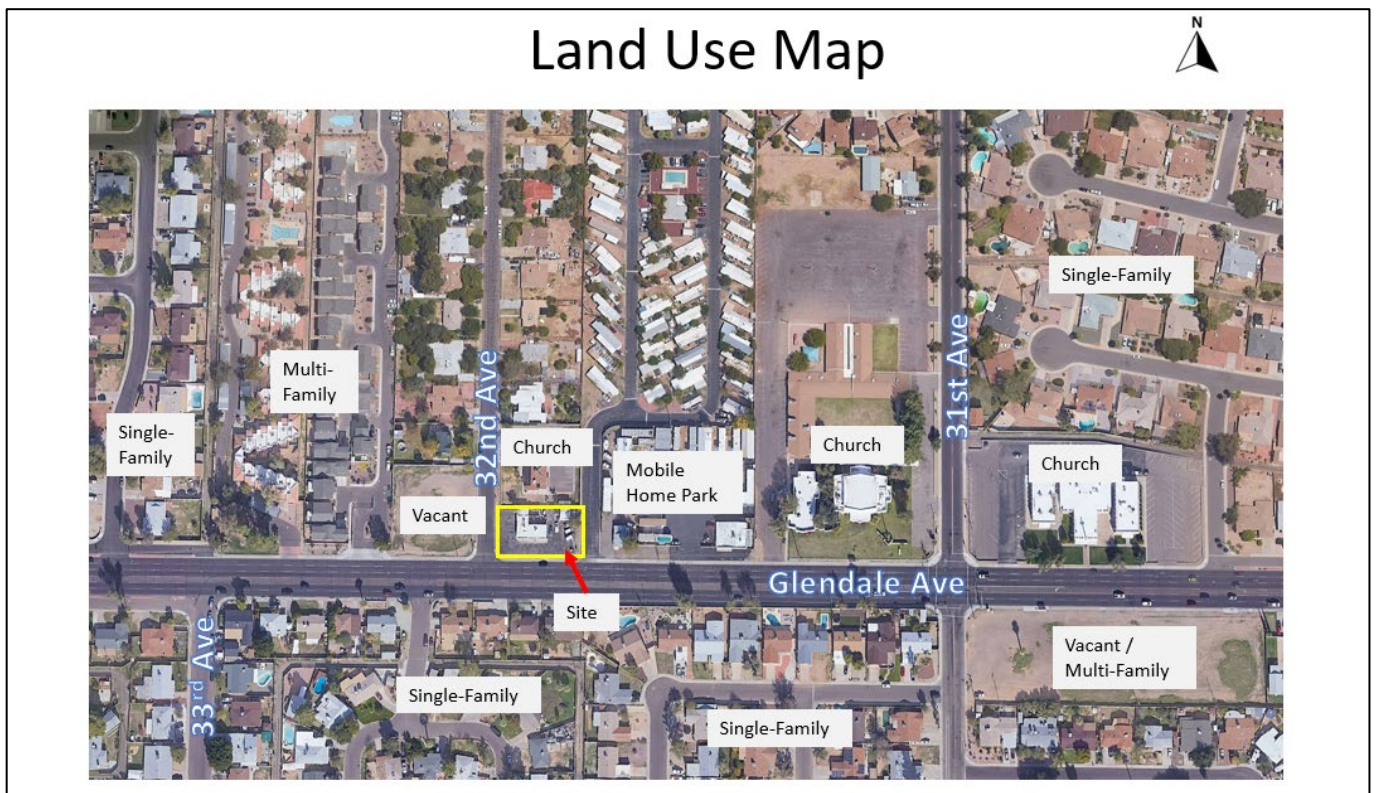 Land Use Map
N
Single-Family
Multi-
Family
Single-
Family
32nd Ave
31st Ave
Church
Church
Church
Mobile
Home Park
Vacant
Glendale Ave
Site
33rd Ave
Vacant /
Multi-Family
Single-Family
Single-Family